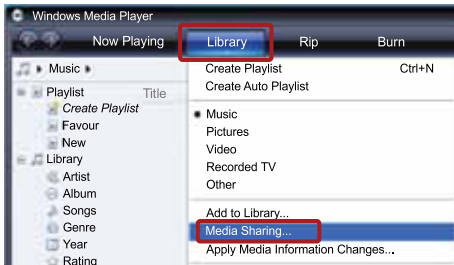 Windows Media Player
Now Playing Library Rip Burn
Music
Playlist Title
Create Playlist
Favour
New
Library
Artist
Album
Songs
Genre
Year
Rating
Create Playlist Ctrl+N
Create Auto Playlist
Music
Pictures
Video
Recorded TV
Other
Add to Library...
Media Sharing...
Apply Media Information Changes...